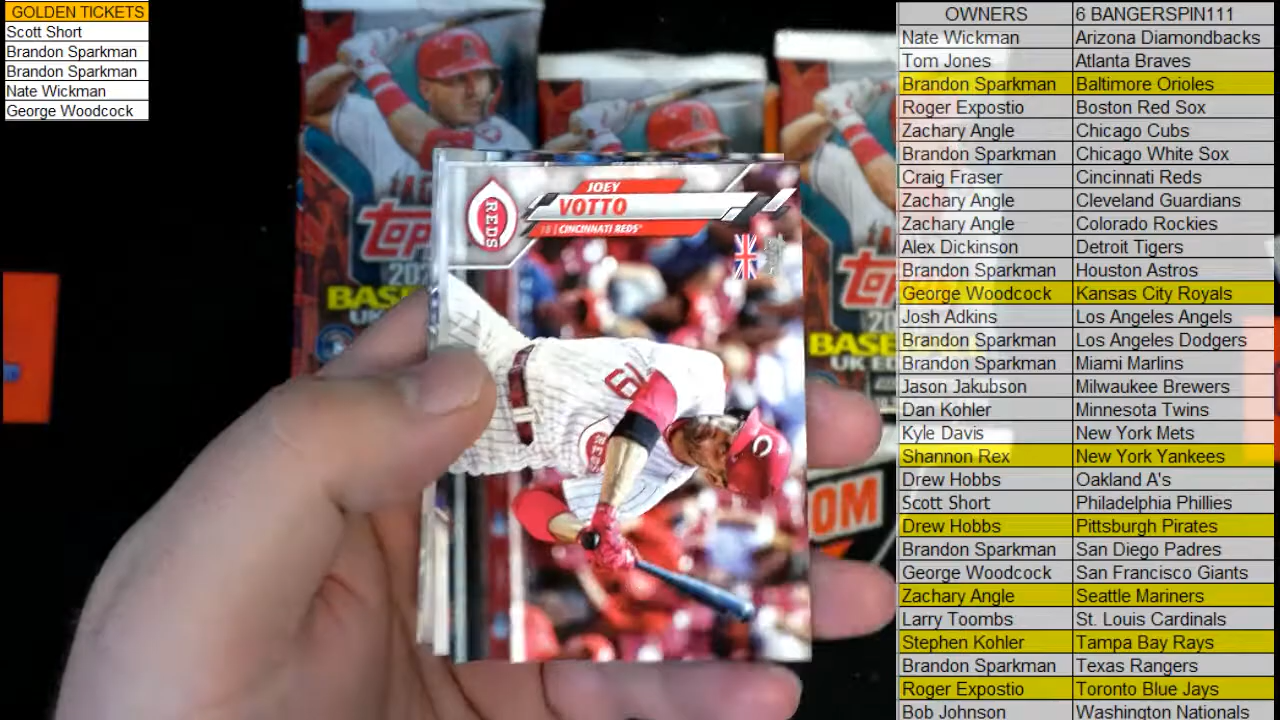 GOLDEN TICKETS
Scott Short
Brandon Sparkman
Brandon Sparkman
Nate Wickman
George Woodcock
REDS
JOEY
VOTTO
CINCINNATI REDS
19
REDS
OWNERS 6 BANGERSPIN111
Nate Wickman Arizona Diamondbacks
Tom Jones Atlanta Braves
Brandon Sparkman Baltimore Orioles
Roger Expostio Boston Red Sox
Zachary Angle Chicago Cubs
Brandon Sparkman Chicago White Sox
Craig Fraser Cincinnati Reds
Zachary Angle Cleveland Guardians
Zachary Angle Colorado Rockies
Alex Dickinson Detroit Tigers
Brandon Sparkman Houston Astros
George Woodcock Kansas City Royals
Josh Adkins Los Angeles Angels
Brandon Sparkman Los Angeles Dodgers
Brandon Sparkman Miami Marlins
Jason Jakubson Milwaukee Brewers
Dan Kohler Minnesota Twins
Kyle Davis New York Mets
Shannon Rex New York Yankees
Drew Hobbs Oakland A's
Scott Short Philadelphia Phillies
Drew Hobbs Pittsburgh Pirates
Brandon Sparkman San Diego Padres
George Woodcock San Francisco Giants
Zachary Angle Seattle Mariners
Larry Toombs St. Louis Cardinals
Stephen Kohler Tampa Bay Rays
Brandon Sparkman Texas Rangers
Roger Expostio Toronto Blue Jays
Bob Johnson Washington Nationals